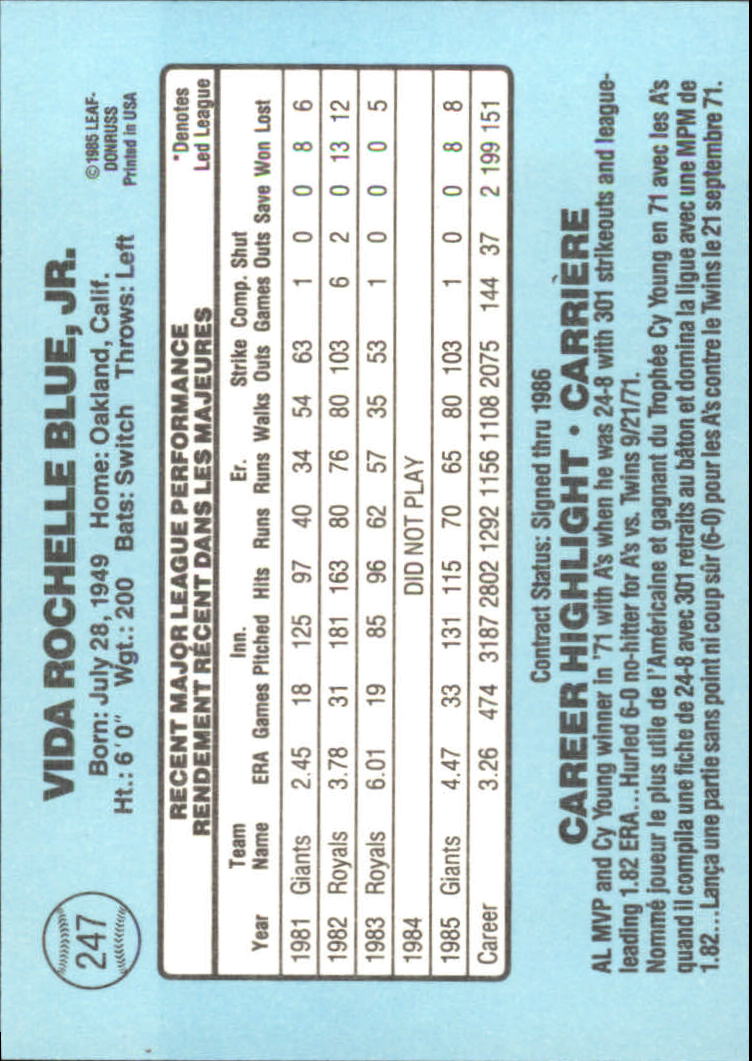 247
VIDA ROCHELLE BLUE, JR.
Born: July 28, 1949 Home: Oakland, Calif.
Ht.: 6'0" Wgt.: 200 Bats: Switch Throws: Left
©1985 LEAF-
DONRUSS
Printed in USA
RECENT MAJOR LEAGUE PERFORMANCE
RENDEMENT RÉCENT DANS LES MAJEURES
*Denotes
Led League
Team Inn. Er. Strike Comp. Shut
Year Name ERA Games Pitched Hits Runs Runs Walks Outs Games Outs Save Won Lost
1981 Giants 2.45 18 125 97 40 34 54 63 1 0 0 8 6
1982 Royals 3.78 31 181 163 80 76 80 103 6 2 0 13 12
1983 Royals 6.01 19 85 96 62 57 35 53 1 0 0 0 5
1984 DID NOT PLAY
1985 Giants 4.47 33 131 115 70 65 80 103 1 0 0 8 8
Career 3.26 474 3187 2802 1292 1156 1108 2075 144 37 2 199 151
Contract Status: Signed thru 1986
CAREER HIGHLIGHT • CARRIÈRE
AL MVP and Cy Young winner in '71 with A's when he was 24-8 with 301 strikeouts and league-
leading 1.82 ERA...Hurled 6-0 no-hitter for A's vs. Twins 9/21/71.
Nommé joueur le plus utile de l'Américaine et gagnant du Trophée Cy Young en 71 avec les A's
quand il compila une fiche de 24-8 avec 301 retraits au bâton et domina la ligue avec une MPM de
1.82...Lança une partie sans point ni coup sûr (6-0) pour les A's contre le Twins le 21 septembre 71.